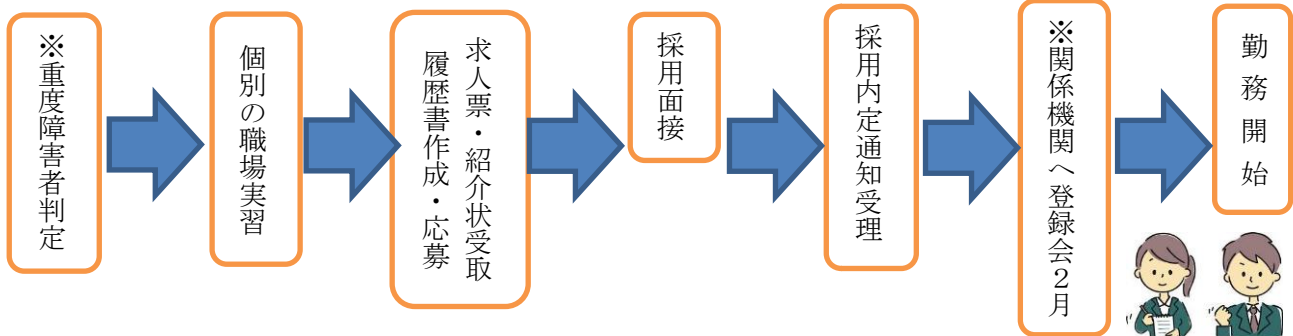 ※重度障害者判定
個別の職場実習
求人票・紹介状受取
履歴書作成・応募
採用面接
採用内定通知受理
※関係機関へ登録会２月
勤務開始